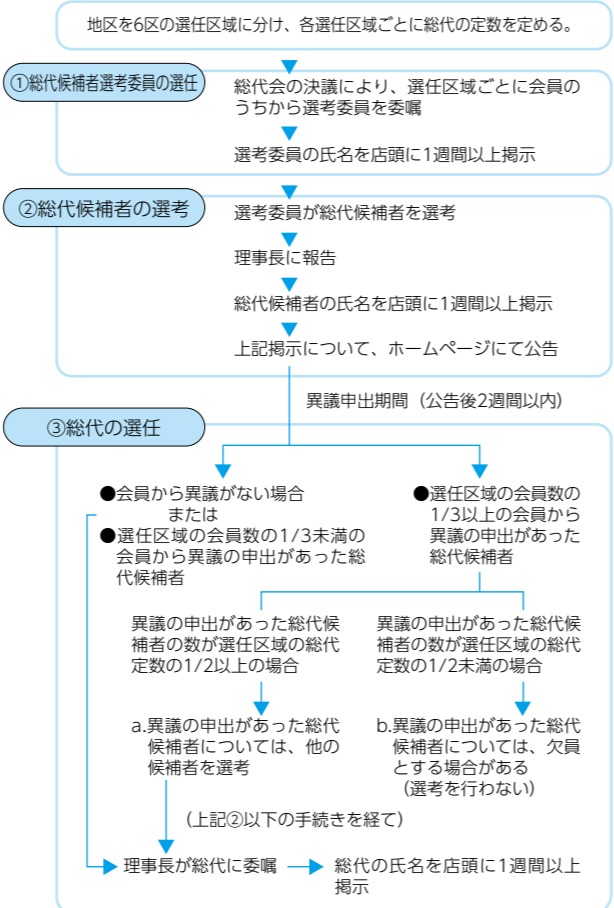 地区を6区の選任区域に分け、各選任区域ごとに総代の定数を定める。
①総代候補者選考委員の選任
総代会の決議により、選任区域ごとに会員の
うちから選考委員を委嘱
選考委員の氏名を店頭に1週間以上掲示
②総代候補者の選考
選考委員が総代候補者を選考
理事長に報告
総代候補者の氏名を店頭に1週間以上掲示
上記掲示について、ホームページにて公告
異議申出期間（公告後2週間以内）
③総代の選任
●会員から異議がない場合
または
●選任区域の会員数の1/3未満の
会員から異議の申出があった総
代候補者
●選任区域の会員数の
1/3以上の会員から
異議の申出があった
総代候補者
異議の申出があった総代候
補者の数が選任区域の総代
定数の1/2以上の場合
異議の申出があった総代候
補者の数が選任区域の総代
定数の1/2未満の場合
a.異議の申出があった総代
候補者については、他の
候補者を選考
b.異議の申出があった総代
候補者については、欠員
とする場合がある
（選考を行わない）
（上記②以下の手続きを経て）
理事長が総代に委嘱
総代の氏名を店頭に1週間以上
掲示